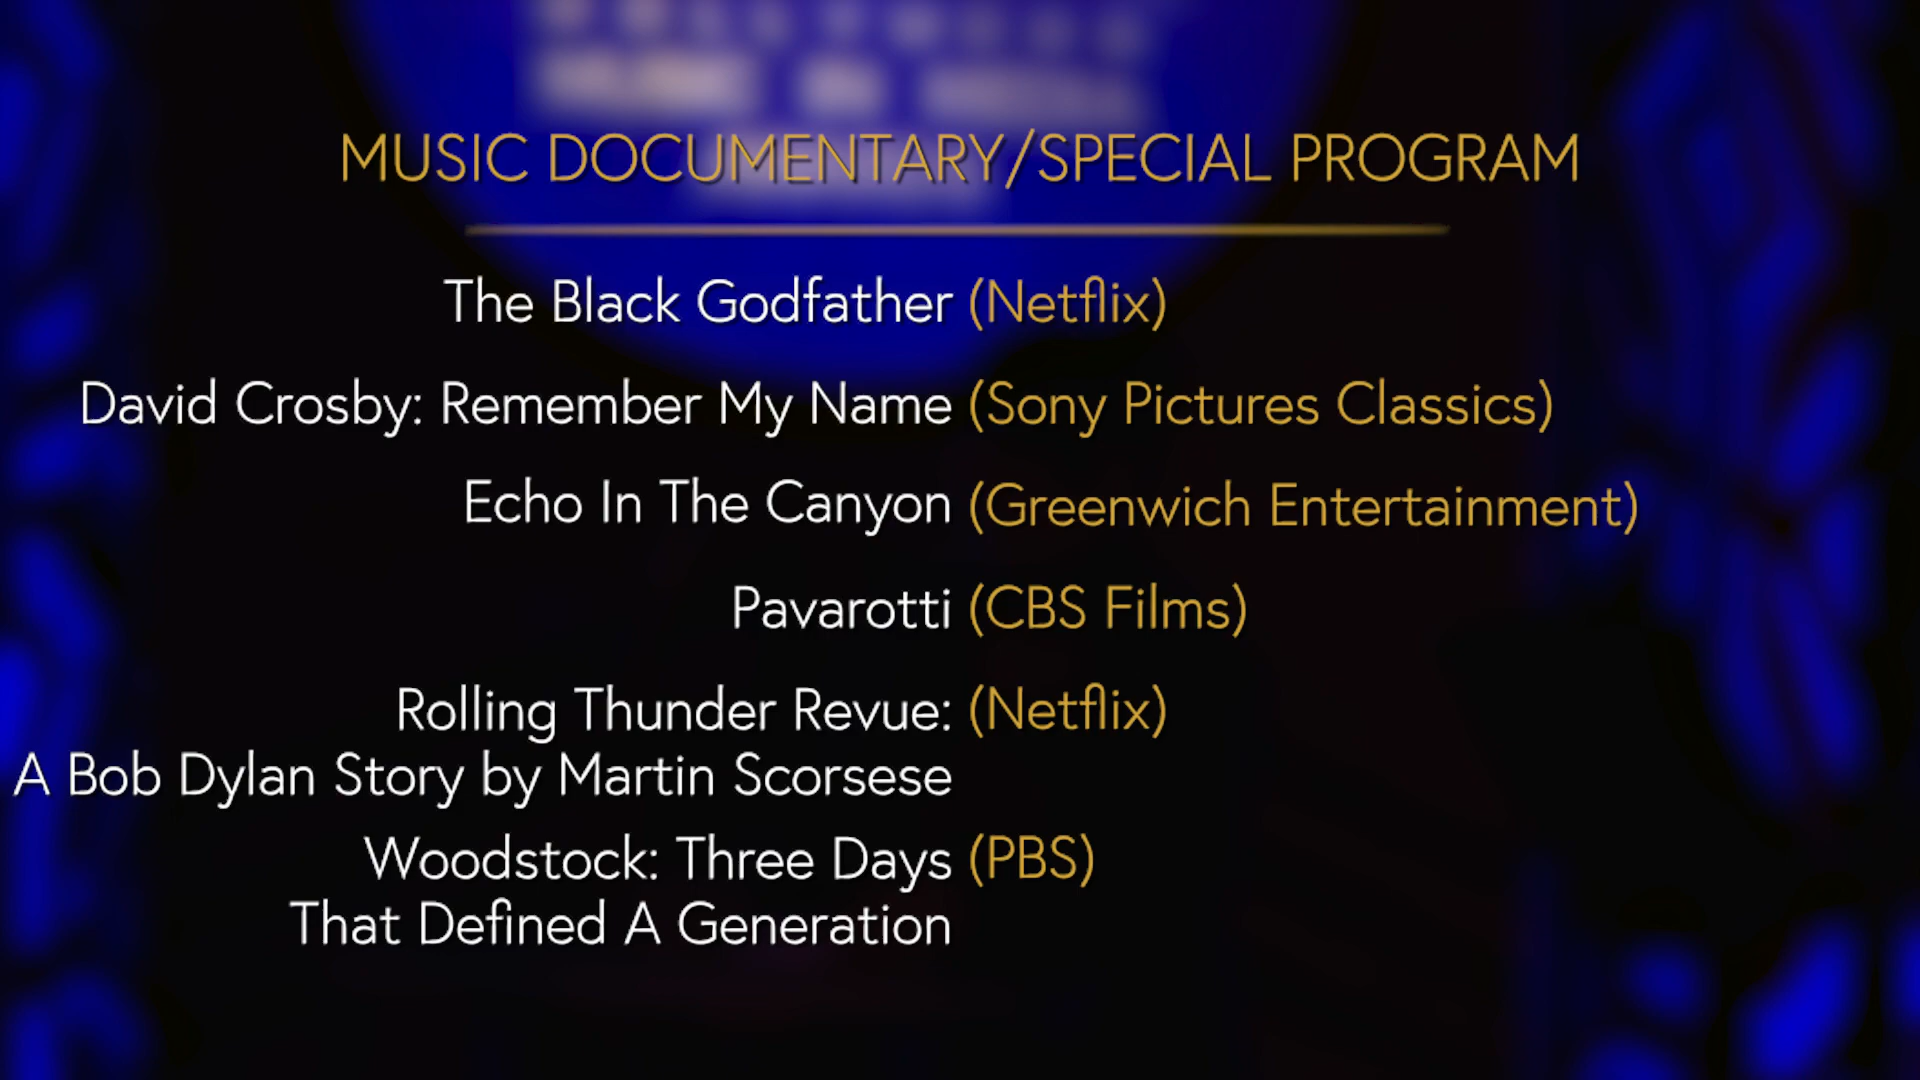 MUSIC DOCUMENTARY/SPECIAL PROGRAM
The Black Godfather (Netflix)
David Crosby: Remember My Name (Sony Pictures Classics)
Echo In The Canyon (Greenwich Entertainment)
Pavarotti (CBS Films)
Rolling Thunder Revue: (Netflix)
A Bob Dylan Story by Martin Scorsese
Woodstock: Three Days (PBS)
That Defined A Generation